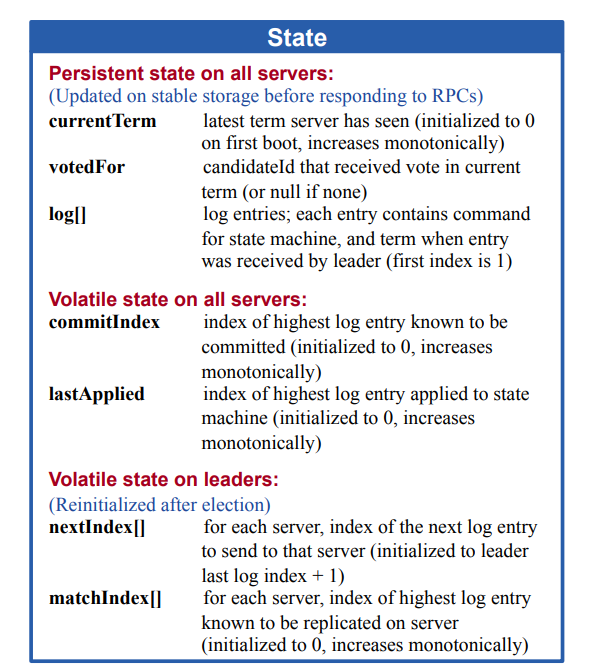 State
Persistent state on all servers:
(Updated on stable storage before responding to RPCs)
currentTerm latest term server has seen (initialized to 0
on first boot, increases monotonically)
votedFor candidateId that received vote in current
term (or null if none)
log[] log entries; each entry contains command
for state machine, and term when entry
was received by leader (first index is 1)
Volatile state on all servers:
commitIndex index of highest log entry known to be
committed (initialized to 0, increases
monotonically)
lastApplied index of highest log entry applied to state
machine (initialized to 0, increases
monotonically)
Volatile state on leaders:
(Reinitialized after election)
nextIndex[] for each server, index of the next log entry
to send to that server (initialized to leader
last log index + 1)
matchIndex[] for each server, index of highest log entry
known to be replicated on server
(initialized to 0, increases monotonically)